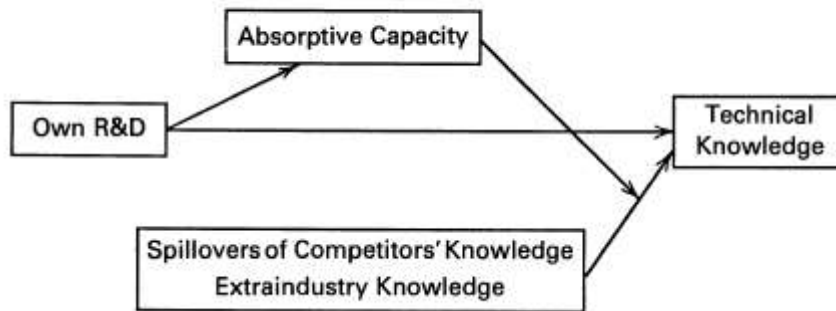 Absorptive Capacity
Own R&D
Technical
Knowledge
Spillovers of Competitors' Knowledge
Extraindustry Knowledge